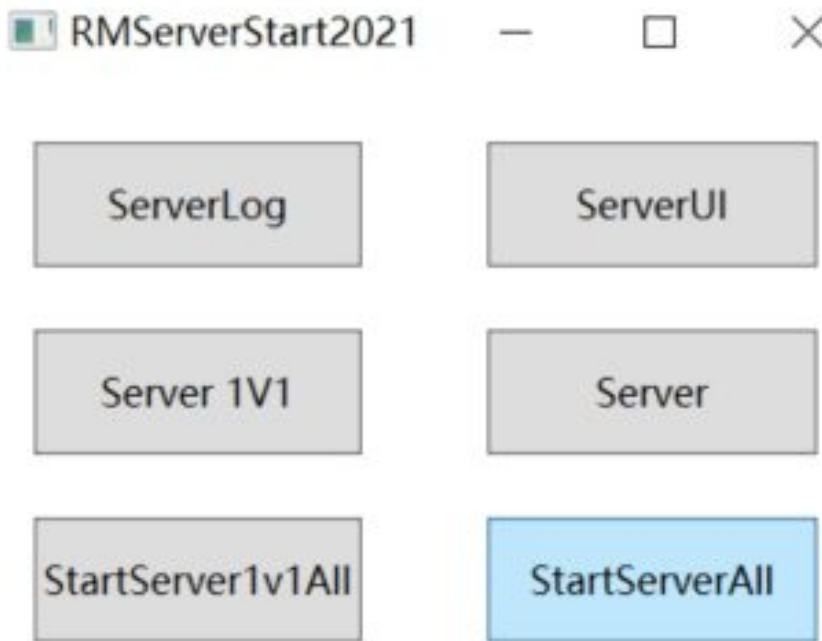 RMServerStart2021
ServerLog
ServerUI
Server 1V1
Server
StartServer1v1All
StartServerAll